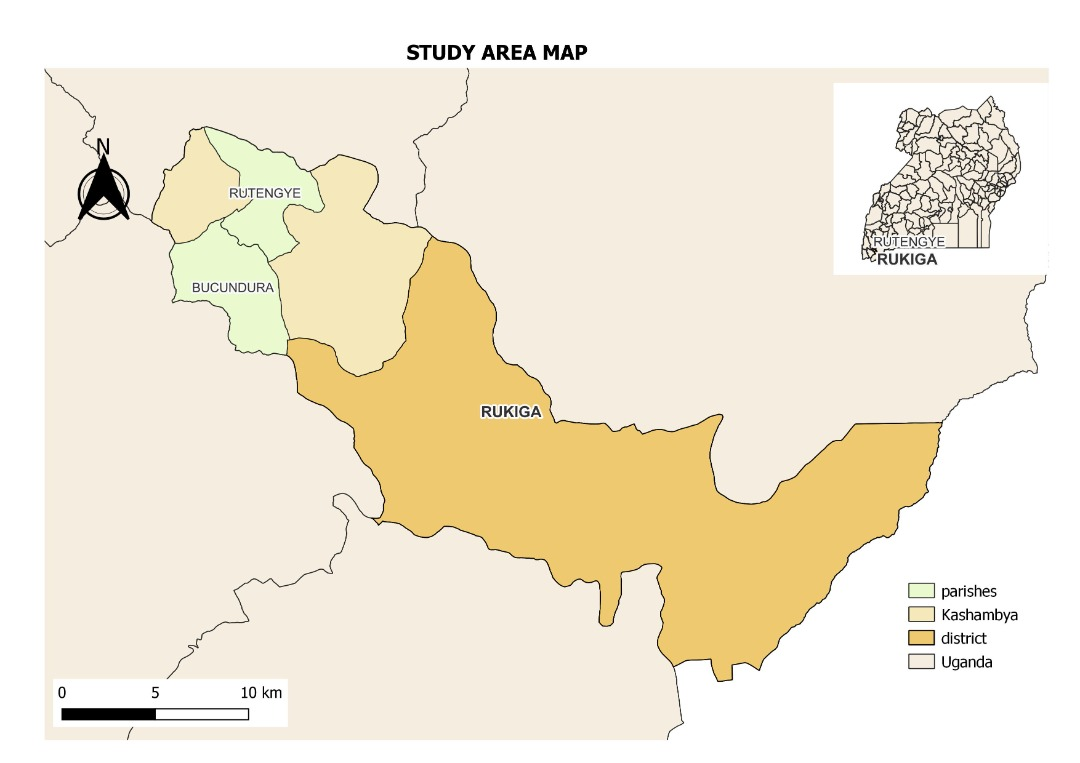 STUDY AREA MAP
N
RUTENGYE
BUCUNDURA
RUKIGA
RUTENGYE
RUKIGA
parishes
Kashambya
district
Uganda
0 5 10 km